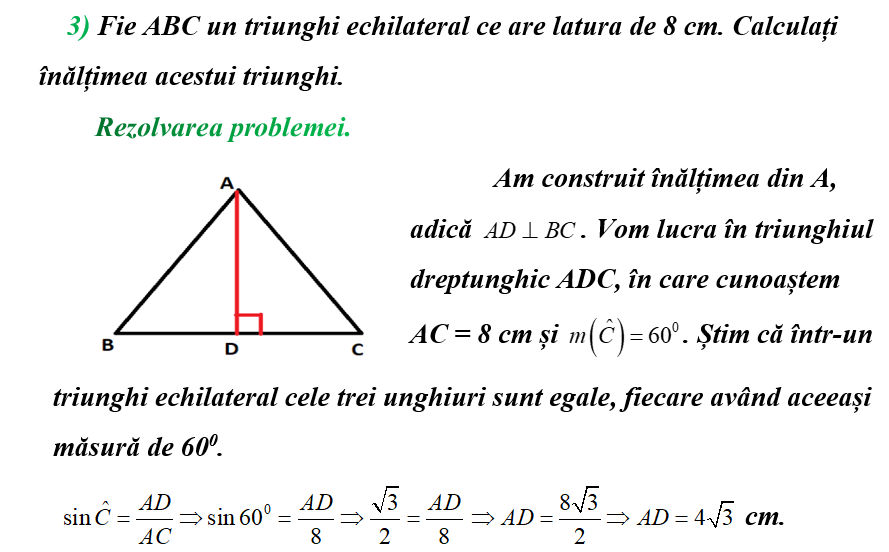 3) Fie ABC un triunghi echilateral ce are latura de 8 cm. Calculați
înălțimea acestui triunghi.
Rezolvarea problemei.
A
B
D
C
Am construit înălțimea din A,
adică AD ⊥ BC . Vom lucra în triunghiul
dreptunghic ADC, în care cunoaștem
AC = 8 cm și m(Ĉ) = 60⁰. Știm că într-un
triunghi echilateral cele trei unghiuri sunt egale, fiecare având aceeași
măsură de 60⁰.
sin Ĉ = AD/AC ⇒ sin 60⁰ = AD/8 ⇒ √3/2 = AD/8 ⇒ AD = 8√3/2 ⇒ AD = 4√3 cm.